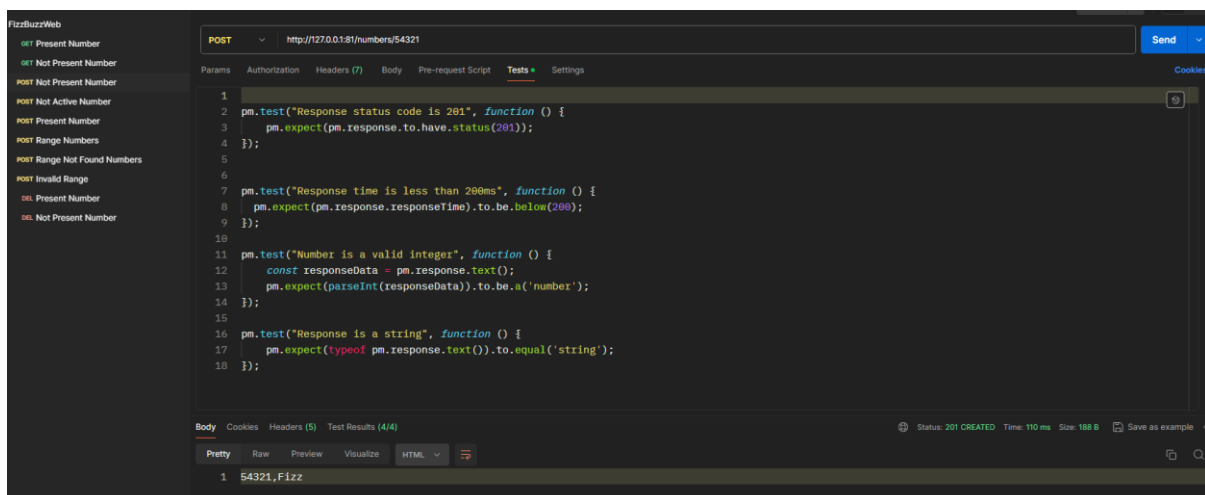 FizzBuzzWeb
GET Present Number
GET Not Present Number
POST Not Present Number
POST Not Active Number
POST Present Number
POST Range Numbers
POST Range Not Found Numbers
POST Invalid Range
DEL Present Number
DEL Not Present Number
POST http://127.0.0.1:81/numbers/54321 Send
Params Authorization Headers (7) Body Pre-request Script Tests Settings Cookies
1
2 pm.test("Response status code is 201", function () {
3 pm.expect(pm.response.to.have.status(201));
4 });
5
6
7 pm.test("Response time is less than 200ms", function () {
8 pm.expect(pm.response.responseTime).to.be.below(200);
9 });
10
11 pm.test("Number is a valid integer", function () {
12 const responseData = pm.response.text();
13 pm.expect(parseInt(responseData)).to.be.a('number');
14 });
15
16 pm.test("Response is a string", function () {
17 pm.expect(typeof pm.response.text()).to.equal('string');
18 });
Body Cookies Headers (5) Test Results (4/4) Status: 201 CREATED Time: 110 ms Size: 188 B Save as example
Pretty Raw Preview Visualize HTML
1 54321,Fizz